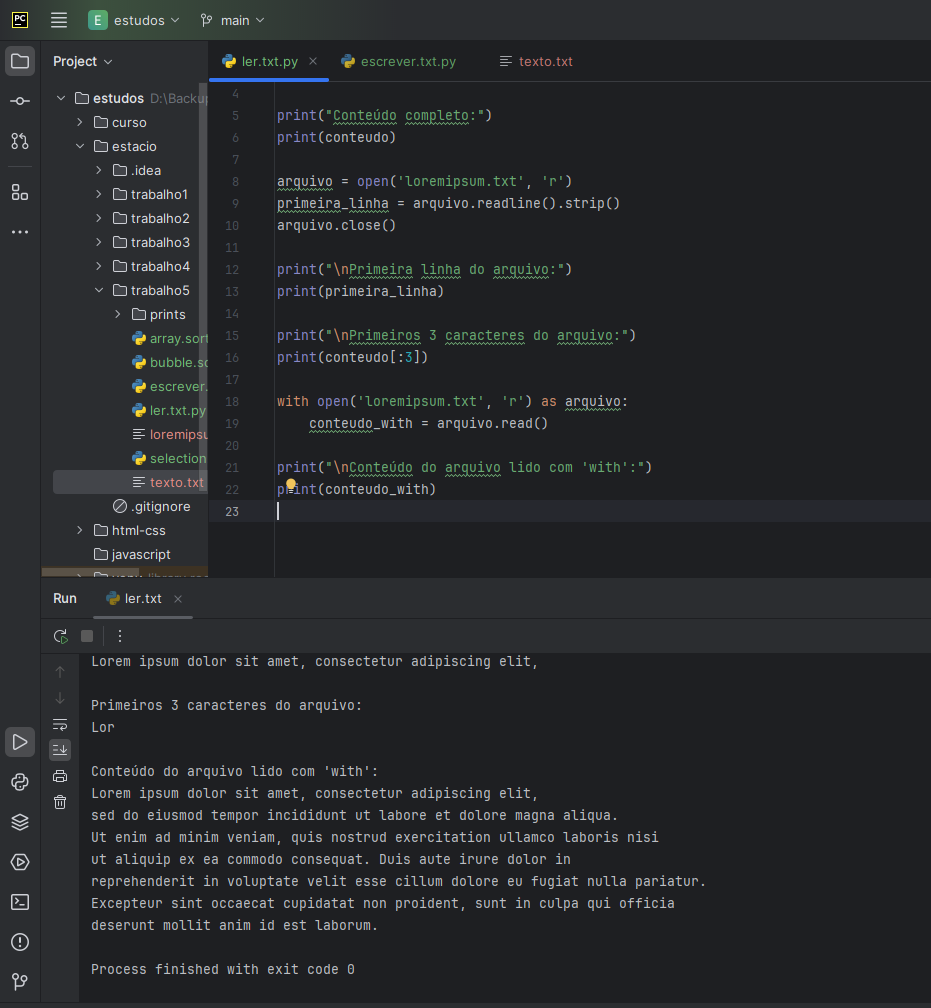 PC
E estudos
main
Project
ler.txt.py
escrever.txt.py
texto.txt
estudos D:\Backup
curso
estacio
.idea
trabalho1
trabalho2
trabalho3
trabalho4
trabalho5
prints
array.sort
bubble.so
escrever.
ler.txt.py
loremipsu
selection
texto.txt
.gitignore
html-css
javascript
4
5 print("Conteúdo completo:")
6 print(conteudo)
7
8 arquivo = open('loremipsum.txt', 'r')
9 primeira_linha = arquivo.readline().strip()
10 arquivo.close()
11
12 print("\nPrimeira linha do arquivo:")
13 print(primeira_linha)
14
15 print("\nPrimeiros 3 caracteres do arquivo:")
16 print(conteudo[:3])
17
18 with open('loremipsum.txt', 'r') as arquivo:
19 conteudo_with = arquivo.read()
20
21 print("\nConteúdo do arquivo lido com 'with':")
22 print(conteudo_with)
23
Run
ler.txt
Lorem ipsum dolor sit amet, consectetur adipiscing elit,
Primeiros 3 caracteres do arquivo:
Lor
Conteúdo do arquivo lido com 'with':
Lorem ipsum dolor sit amet, consectetur adipiscing elit,
sed do eiusmod tempor incididunt ut labore et dolore magna aliqua.
Ut enim ad minim veniam, quis nostrud exercitation ullamco laboris nisi
ut aliquip ex ea commodo consequat. Duis aute irure dolor in
reprehenderit in voluptate velit esse cillum dolore eu fugiat nulla pariatur.
Excepteur sint occaecat cupidatat non proident, sunt in culpa qui officia
deserunt mollit anim id est laborum.
Process finished with exit code 0